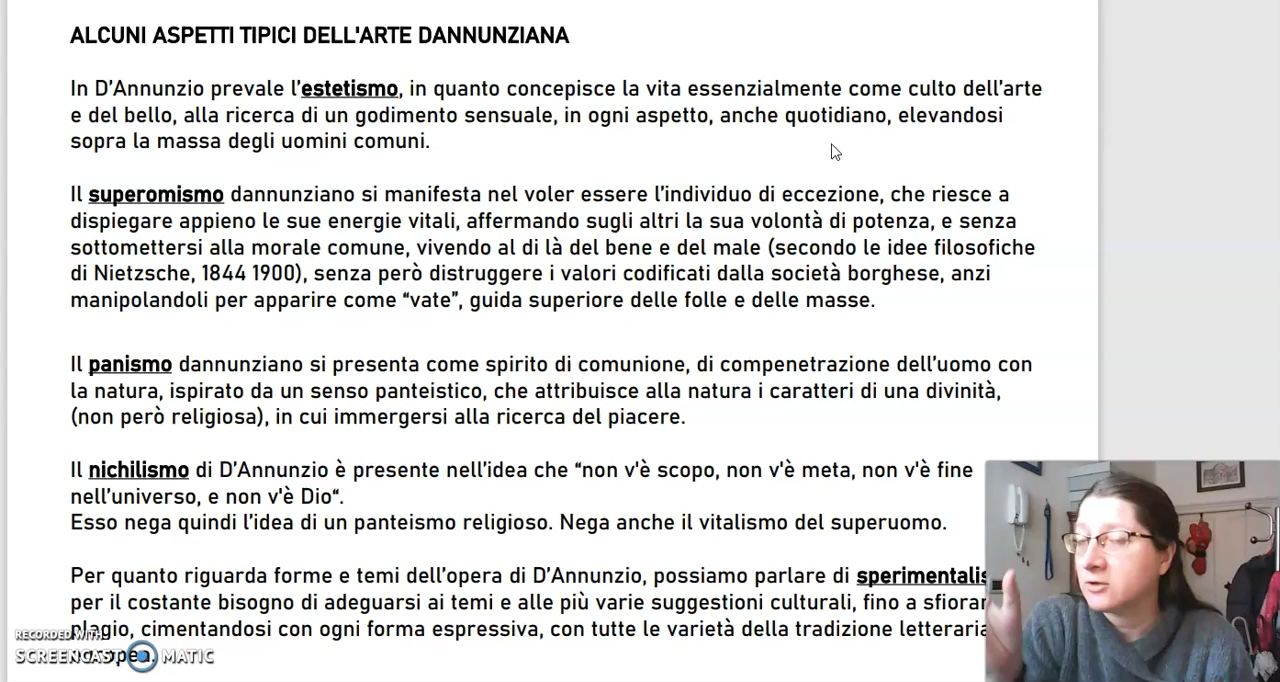 ALCUNI ASPETTI TIPICI DELL'ARTE DANNUNZIANA
In D'Annunzio prevale l'estetismo, in quanto concepisce la vita essenzialmente come culto dell'arte
e del bello, alla ricerca di un godimento sensuale, in ogni aspetto, anche quotidiano, elevandosi
sopra la massa degli uomini comuni.
Il superomismo dannunziano si manifesta nel voler essere l'individuo di eccezione, che riesce a
dispiegare appieno le sue energie vitali, affermando sugli altri la sua volontà di potenza, e senza
sottomettersi alla morale comune, vivendo al di là del bene e del male (secondo le idee filosofiche
di Nietzsche, 1844 1900), senza però distruggere i valori codificati dalla società borghese, anzi
manipolandoli per apparire come “vate”, guida superiore delle folle e delle masse.
Il panismo dannunziano si presenta come spirito di comunione, di compenetrazione dell'uomo con
la natura, ispirato da un senso panteistico, che attribuisce alla natura i caratteri di una divinità,
(non però religiosa), in cui immergersi alla ricerca del piacere.
Il nichilismo di D'Annunzio è presente nell'idea che “non v'è scopo, non v'è meta, non v'è fine
nell'universo, e non v'è Dio“.
Esso nega quindi l'idea di un panteismo religioso. Nega anche il vitalismo del superuomo.
Per quanto riguarda forme e temi dell'opera di D'Annunzio, possiamo parlare di
per il costante bisogno di adeguarsi ai temi e alle più varie suggestioni culturali, fino a
plagio, cimentandosi con ogni forma espressiva, con tutte le varietà della tradizione letteraria
RECORDED WITH
SCREENCAST MATIC